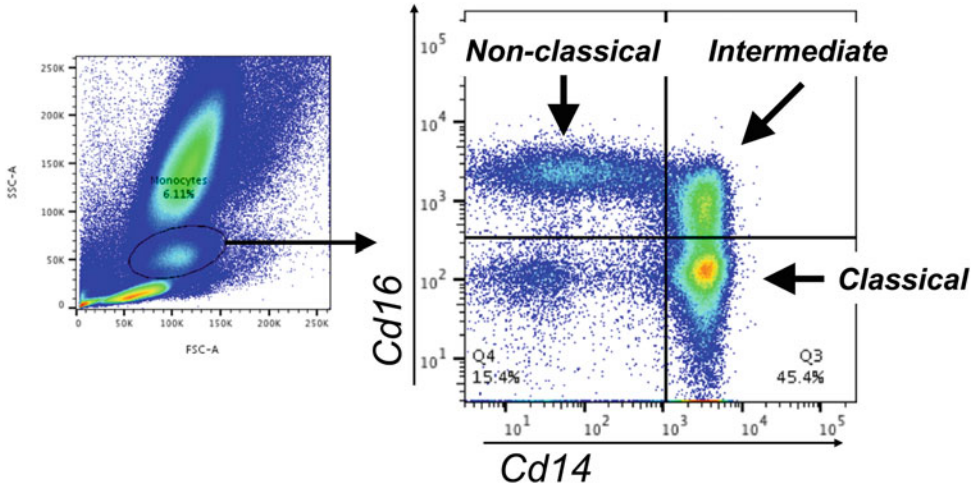 250K
200K
150K
100K
50K
0
SSC-A
Monocytes
6.11%
0
50K
100K
150K
200K
250K
FSC-A
Non-classical
Intermediate
Classical
10^5
10^4
10^3
10^2
10^1
Cd16
Q4
15.4%
Q3
45.4%
10^1
10^2
10^3
10^4
10^5
Cd14